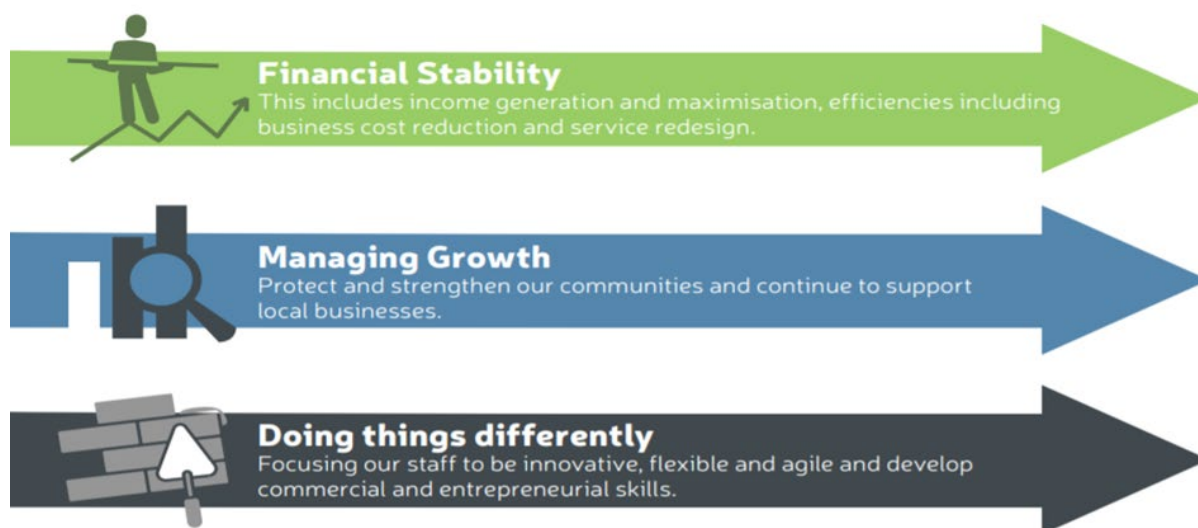 Financial Stability
This includes income generation and maximisation, efficiencies including
business cost reduction and service redesign.
Managing Growth
Protect and strengthen our communities and continue to support
local businesses.
Doing things differently
Focusing our staff to be innovative, flexible and agile and develop
commercial and entrepreneurial skills.